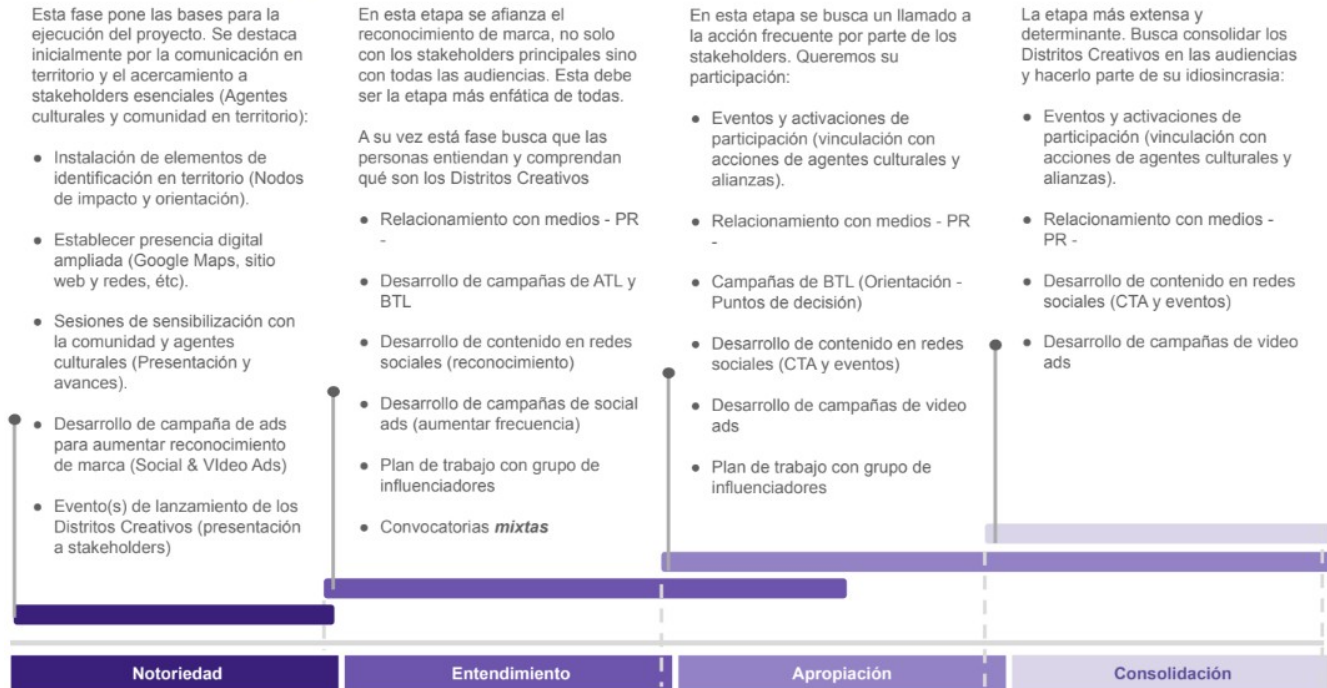 Esta fase pone las bases para la
ejecución del proyecto. Se destaca
inicialmente por la comunicación en
territorio y el acercamiento a
stakeholders esenciales (Agentes
culturales y comunidad en territorio):
● Instalación de elementos de
identificación en territorio (Nodos
de impacto y orientación).
● Establecer presencia digital
ampliada (Google Maps, sitio
web y redes, étc).
● Sesiones de sensibilización con
la comunidad y agentes
culturales (Presentación y
avances).
● Desarrollo de campaña de ads
para aumentar reconocimiento
de marca (Social & VIdeo Ads)
● Evento(s) de lanzamiento de los
Distritos Creativos (presentación
a stakeholders)
En esta etapa se afianza el
reconocimiento de marca, no solo
con los stakeholders principales sino
con todas las audiencias. Esta debe
ser la etapa más enfática de todas.
A su vez está fase busca que las
personas entiendan y comprendan
qué son los Distritos Creativos
● Relacionamiento con medios - PR
-
● Desarrollo de campañas de ATL y
BTL
● Desarrollo de contenido en redes
sociales (reconocimiento)
● Desarrollo de campañas de social
ads (aumentar frecuencia)
● Plan de trabajo con grupo de
influenciadores
● Convocatorias mixtas
En esta etapa se busca un llamado a
la acción frecuente por parte de los
stakeholders. Queremos su
participación:
● Eventos y activaciones de
participación (vinculación con
acciones de agentes culturales y
alianzas).
● Relacionamiento con medios - PR
-
● Campañas de BTL (Orientación -
Puntos de decisión)
● Desarrollo de contenido en redes
sociales (CTA y eventos)
● Desarrollo de campañas de video
ads
● Plan de trabajo con grupo de
influenciadores
La etapa más extensa y
determinante. Busca consolidar los
Distritos Creativos en las audiencias
y hacerlo parte de su idiosincrasia:
● Eventos y activaciones de
participación (vinculación con
acciones de agentes culturales y
alianzas).
● Relacionamiento con medios -
PR -
● Desarrollo de contenido en redes
sociales (CTA y eventos)
● Desarrollo de campañas de video
ads
Notoriedad
Entendimiento
Apropiación
Consolidación